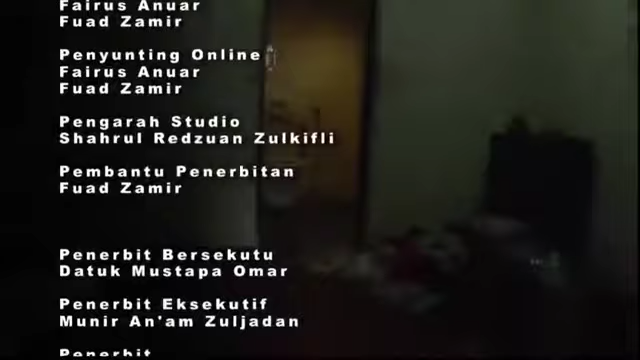 Fairus Anuar
Fuad Zamir
Penyunting Online
Fairus Anuar
Fuad Zamir
Pengarah Studio
Shahrul Redzuan Zulkifli
Pembantu Penerbitan
Fuad Zamir
Penerbit Bersekutu
Datuk Mustapa Omar
Penerbit Eksekutif
Munir An'am Zuljadan
Penerbit